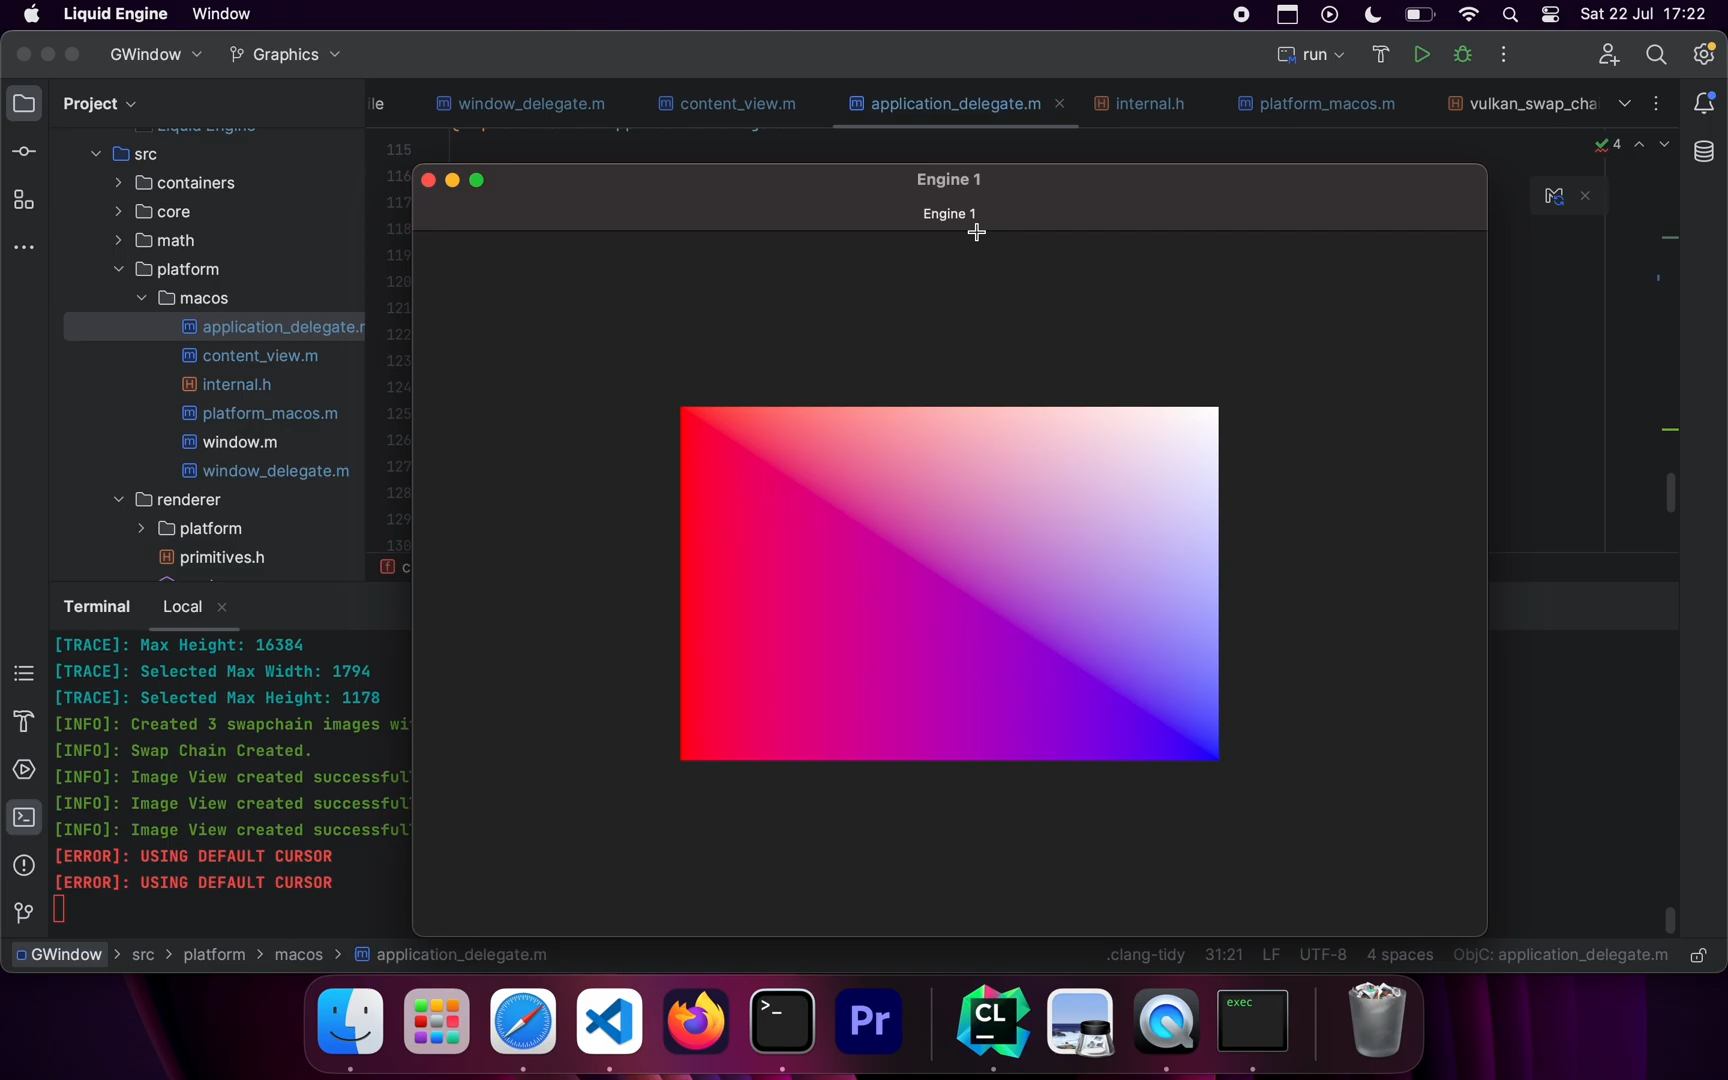 Liquid Engine Window Sat 22 Jul 17:22
GWindow Graphics run
Project
window_delegate.m content_view.m application_delegate.m internal.h platform_macos.m vulkan_swap_cha
src
containers
core
math
platform
macos
application_delegate.
content_view.m
internal.h
platform_macos.m
window.m
window_delegate.m
renderer
platform
primitives.h
115
116
117
118
119
120
121
122
123
124
125
126
127
128
129
130
4
Engine 1
Engine 1
Terminal Local
[TRACE]: Max Height: 16384
[TRACE]: Selected Max Width: 1794
[TRACE]: Selected Max Height: 1178
[INFO]: Created 3 swapchain images wi
[INFO]: Swap Chain Created.
[INFO]: Image View created successful
[INFO]: Image View created successful
[INFO]: Image View created successful
[ERROR]: USING DEFAULT CURSOR
[ERROR]: USING DEFAULT CURSOR
GWindow > src > platform > macos > application_delegate.m .clang-tidy 31:21 LF UTF-8 4 spaces ObjC: application_delegate.m
>_ Pr CL exec